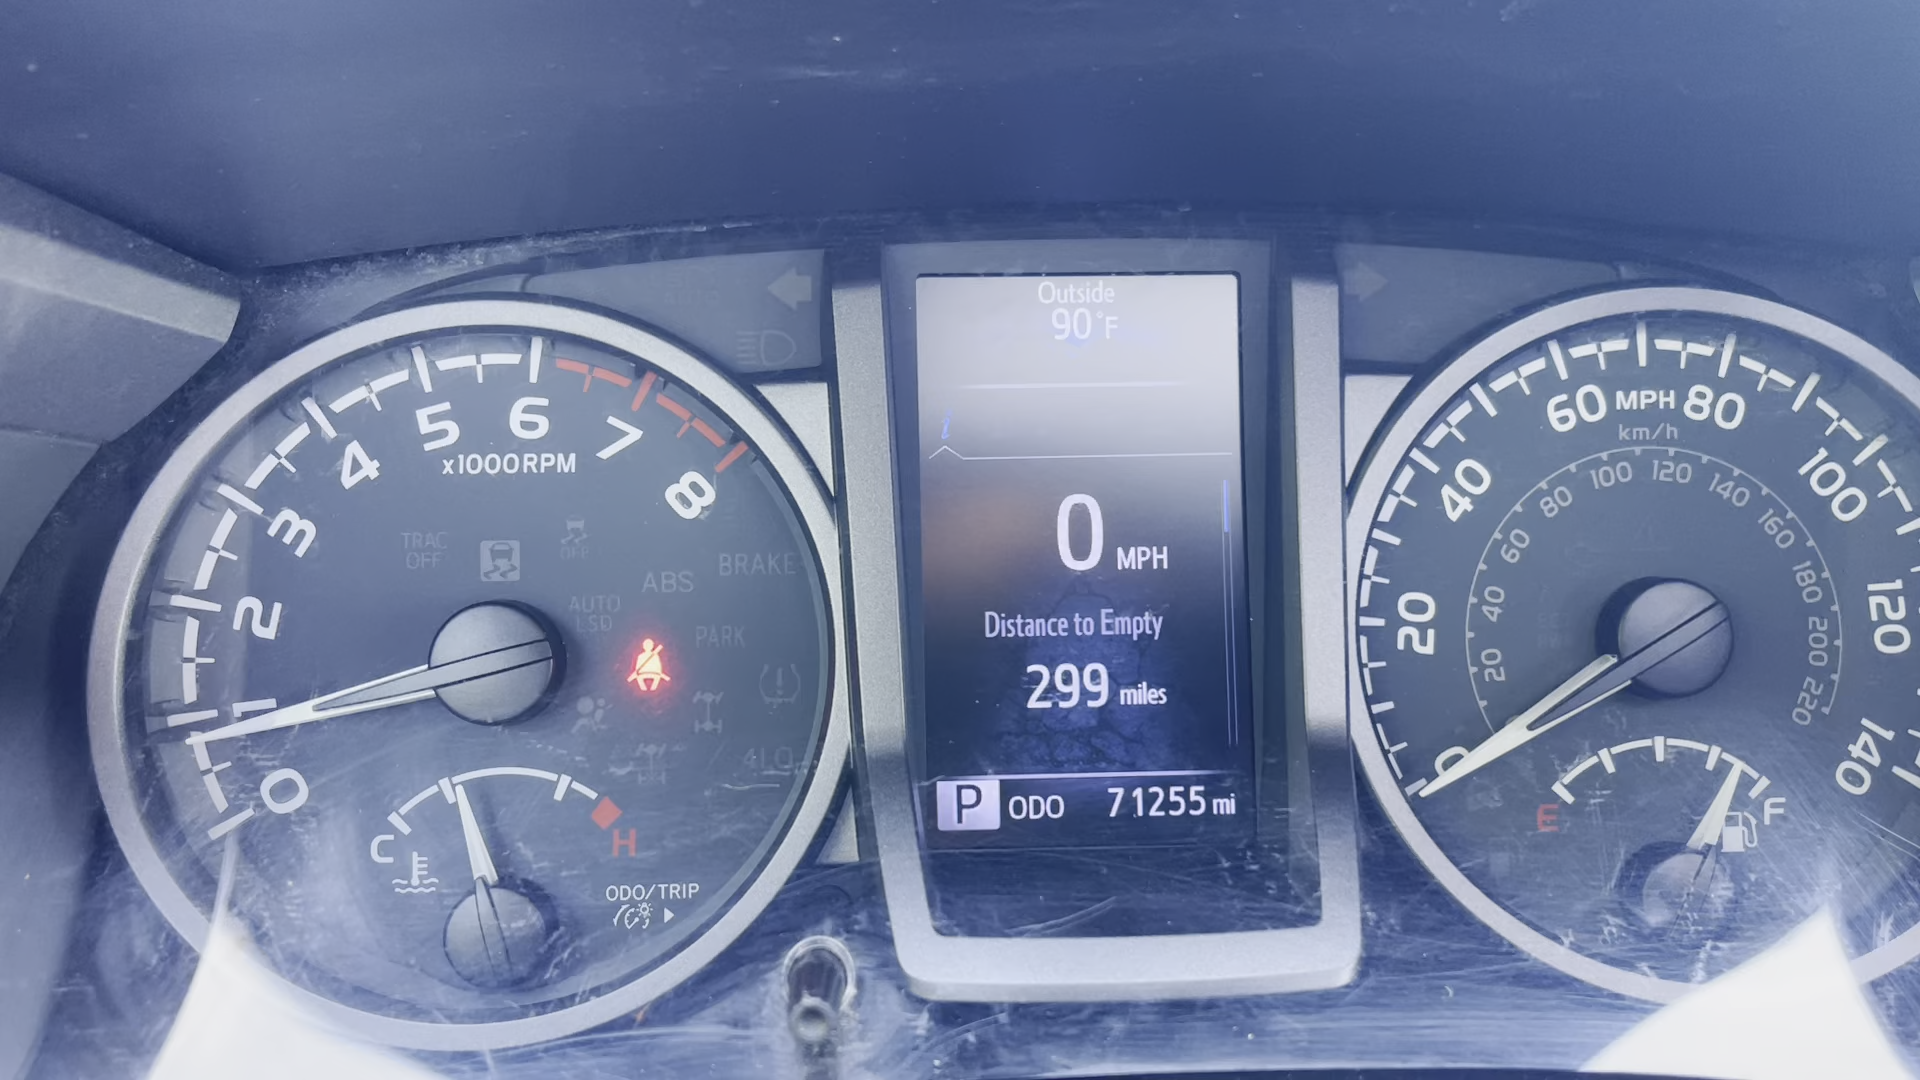 0
1
2
3
4
5
6
7
8
x1000RPM
TRAC
OFF
OFF
ABS
BRAKE
AUTO
LSD
PARK
4LO
C
H
ODO/TRIP
Outside
90°F
i
0 MPH
Distance to Empty
299 miles
P ODO 71255 mi
0
20
40
60 MPH 80
100
120
140
km/h
20
40
60
80
100
120
140
160
180
200
220
E
F